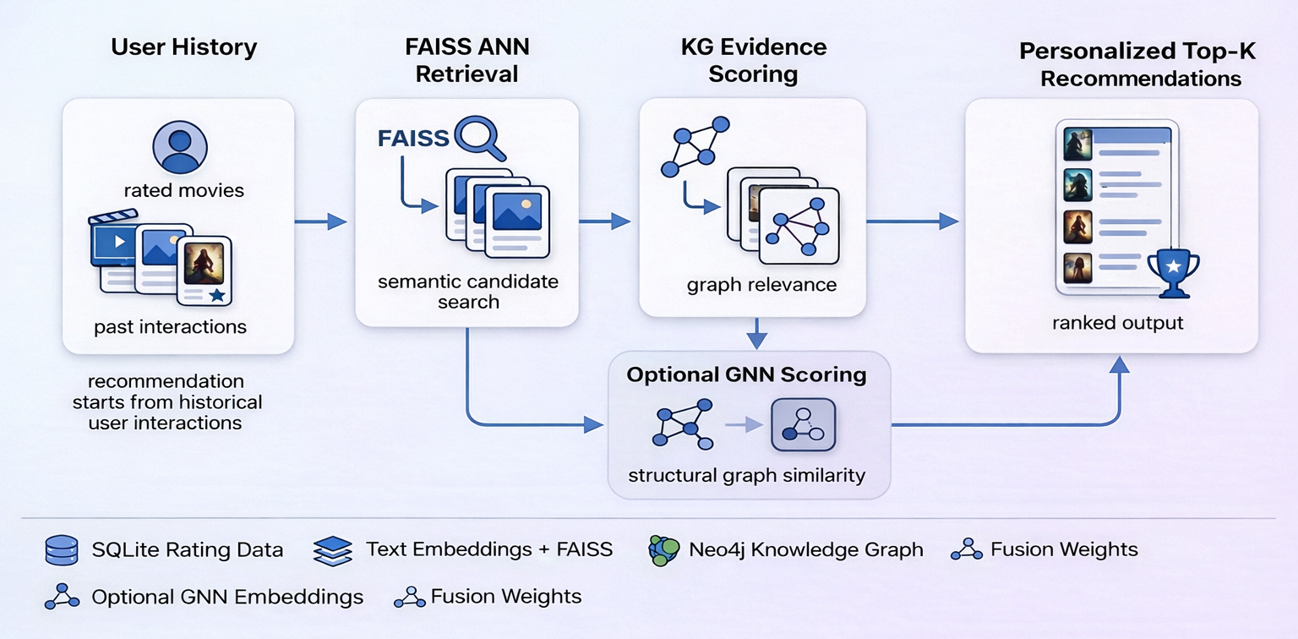 User History
FAISS ANN
Retrieval
KG Evidence
Scoring
Personalized Top-K
Recommendations
rated movies
past interactions
recommendation
starts from historical
user interactions
FAISS
semantic candidate
search
graph relevance
ranked output
Optional GNN Scoring
structural graph similarity
SQLite Rating Data
Text Embeddings + FAISS
Neo4j Knowledge Graph
Fusion Weights
Optional GNN Embeddings
Fusion Weights